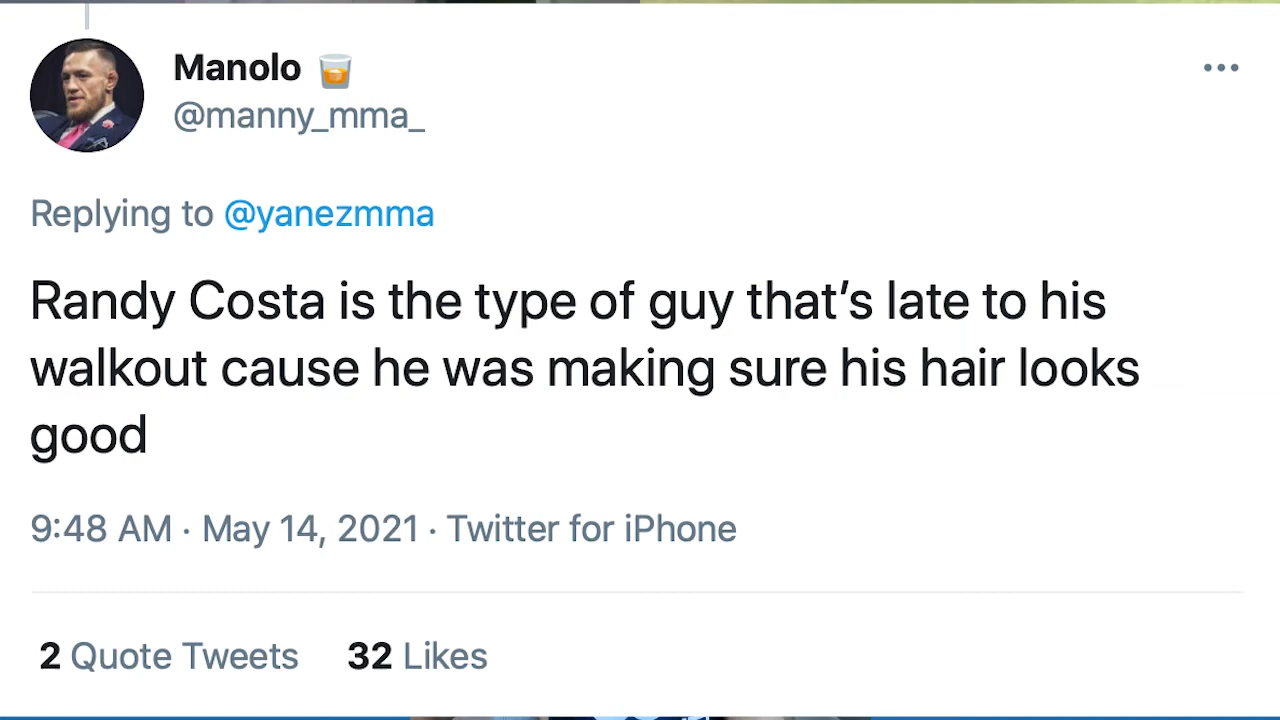 Manolo 🥃
@manny_mma_
Replying to @yanezmma
Randy Costa is the type of guy that’s late to his
walkout cause he was making sure his hair looks
good
9:48 AM · May 14, 2021 · Twitter for iPhone
2 Quote Tweets 32 Likes